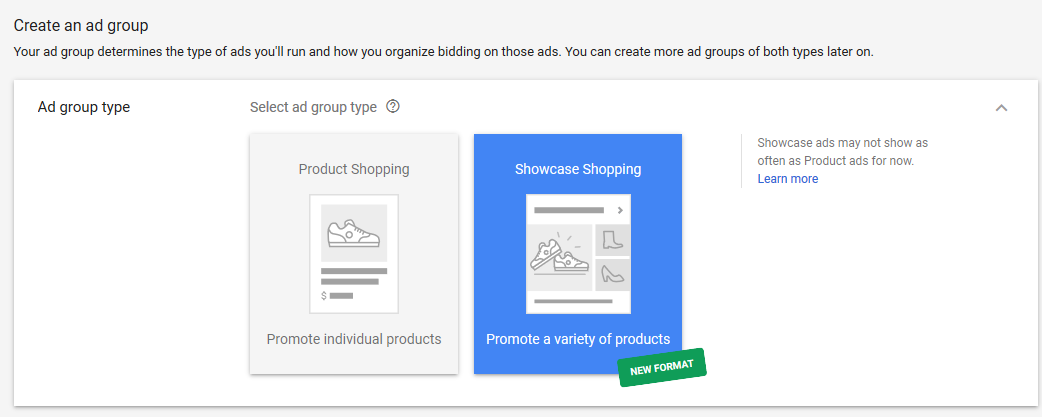 Create an ad group
Your ad group determines the type of ads you'll run and how you organize bidding on those ads. You can create more ad groups of both types later on.
Ad group type
Select ad group type ?
Product Shopping
$
Promote individual products
Showcase Shopping
Promote a variety of products
NEW FORMAT
Showcase ads may not show as
often as Product ads for now.
Learn more